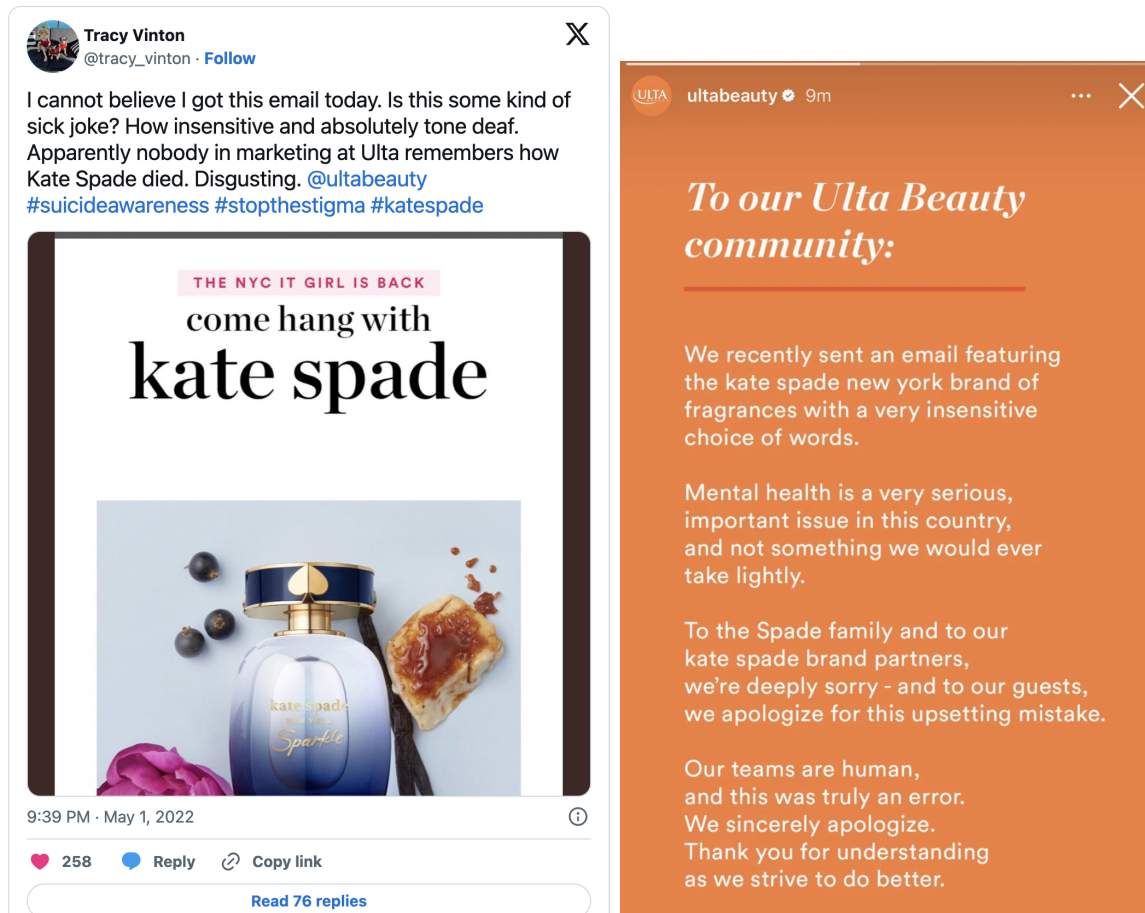 Tracy Vinton
@tracy_vinton · Follow
I cannot believe I got this email today. Is this some kind of
sick joke? How insensitive and absolutely tone deaf.
Apparently nobody in marketing at Ulta remembers how
Kate Spade died. Disgusting. @ultabeauty
#suicideawareness #stopthestigma #katespade
THE NYC IT GIRL IS BACK
come hang with
kate spade
kate spade
NEW YORK
Sparkle
9:39 PM · May 1, 2022
258 Reply Copy link
Read 76 replies
ULTA
ultabeauty 9m
To our Ulta Beauty
community:
We recently sent an email featuring
the kate spade new york brand of
fragrances with a very insensitive
choice of words.
Mental health is a very serious,
important issue in this country,
and not something we would ever
take lightly.
To the Spade family and to our
kate spade brand partners,
we’re deeply sorry - and to our guests,
we apologize for this upsetting mistake.
Our teams are human,
and this was truly an error.
We sincerely apologize.
Thank you for understanding
as we strive to do better.